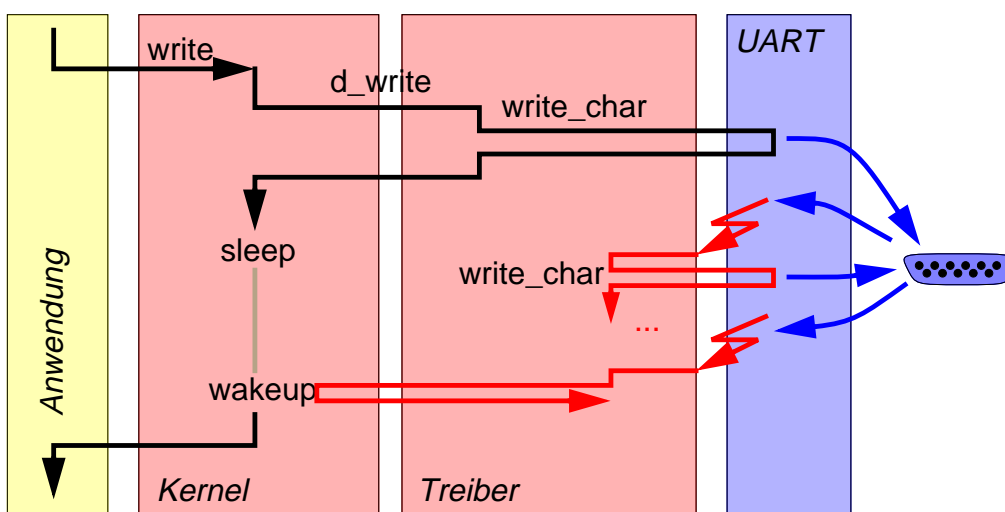 UART
write
d_write
write_char
sleep
write_char
...
wakeup
Anwendung
Kernel
Treiber